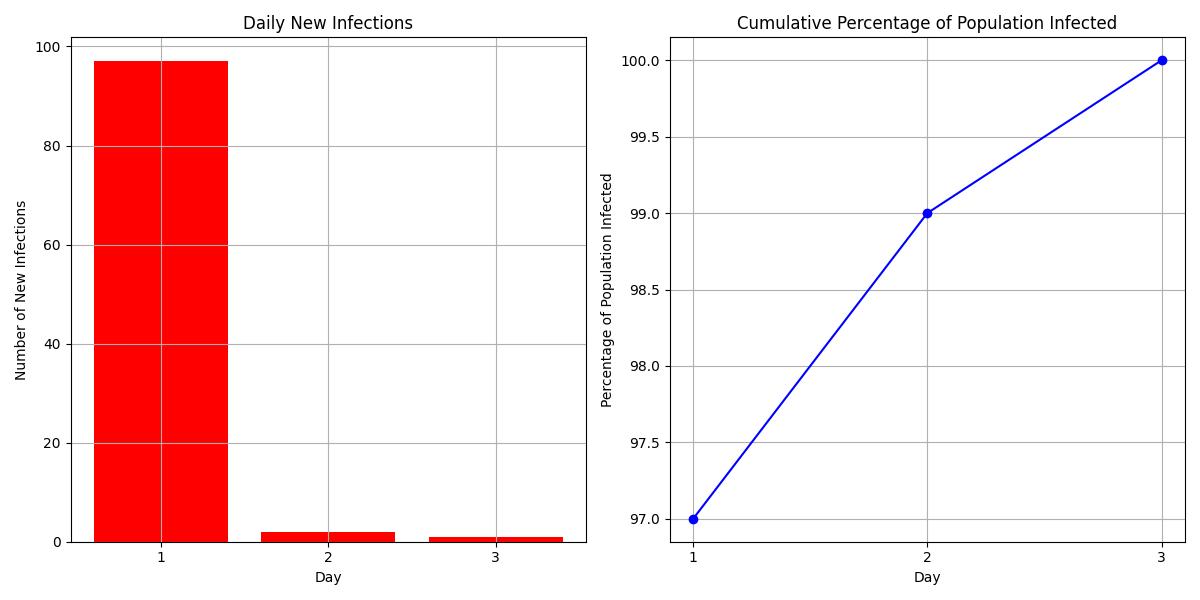 Daily New Infections
100
80
60
40
20
0
1 2 3
Day
Number of New Infections
Cumulative Percentage of Population Infected
100.0
99.5
99.0
98.5
98.0
97.5
97.0
1 2 3
Day
Percentage of Population Infected